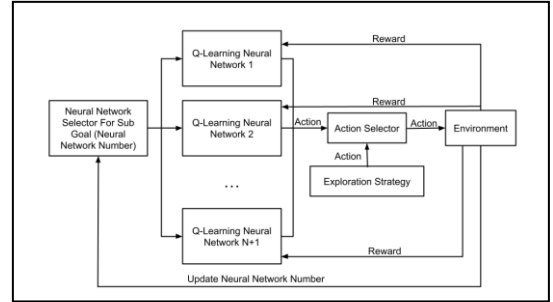 Reward
Q-Learning Neural
Network 1
Reward
Neural Network
Selector For Sub
Goal (Neural
Network Number)
Q-Learning Neural
Network 2
Action
Action Selector
Action
Environment
Action
Exploration Strategy
...
Q-Learning Neural
Network N+1
Reward
Update Neural Network Number